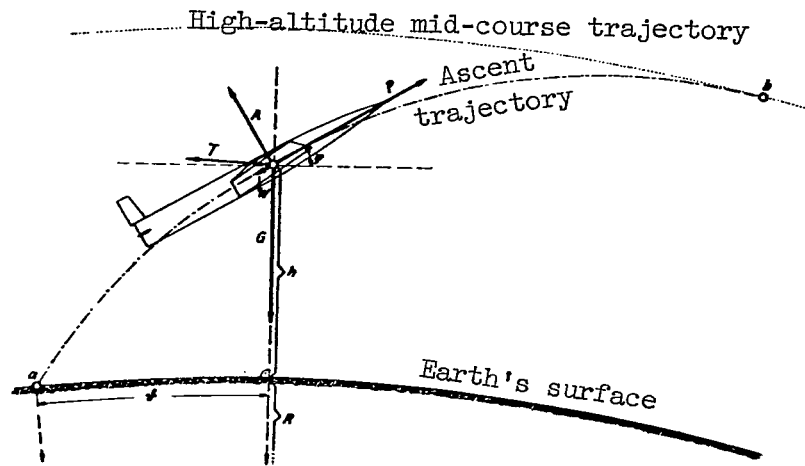 High-altitude mid-course trajectory
Ascent
trajectory
P
b
A
T
φ
G
h
a
Earth's surface
R